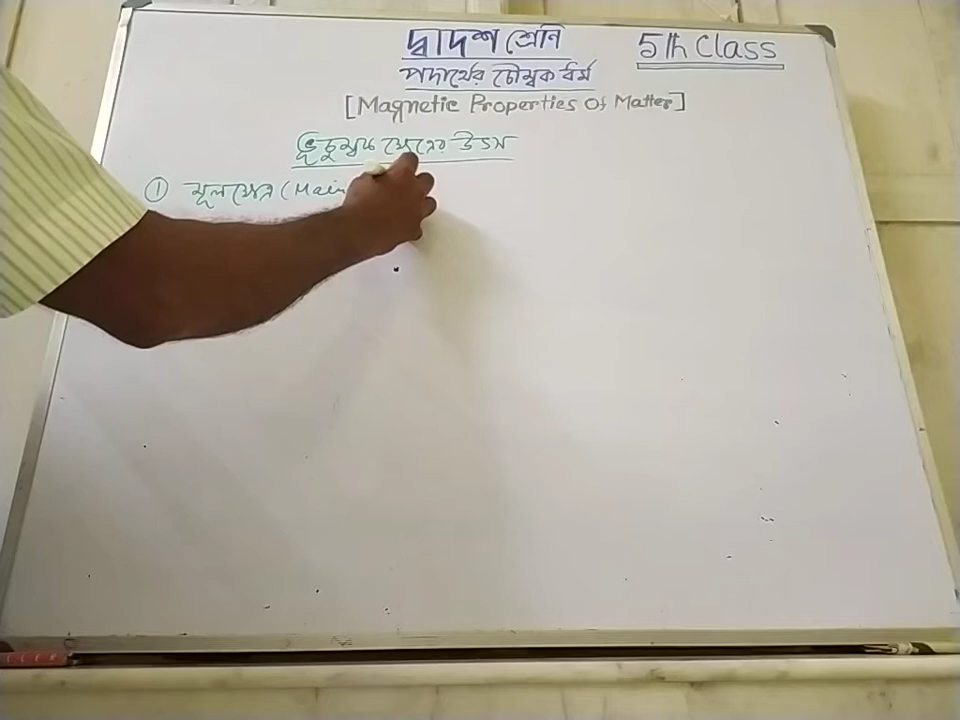 দ্বাদশ শ্রেনি 5th Class
পদার্থের চৌম্বক ধর্ম
[Magnetic Properties Of Matter]
ভূচুম্বক ক্ষেত্রের উৎস
① মূলক্ষেত্র (Main